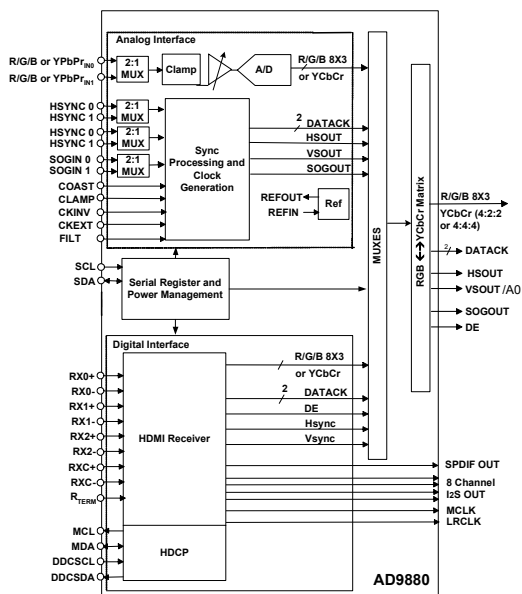 Analog Interface
R/G/B or YPbPrIN0
R/G/B or YPbPrIN1
2:1
MUX
Clamp
A/D
R/G/B 8X3
or YCbCr
HSYNC 0
HSYNC 1
2:1
MUX
HSYNC 0
HSYNC 1
2:1
MUX
SOGIN 0
SOGIN 1
2:1
MUX
COAST
CLAMP
CKINV
CKEXT
FILT
Sync
Processing and
Clock
Generation
2
DATACK
HSOUT
VSOUT
SOGOUT
REFOUT
REFIN
Ref
SCL
SDA
Serial Register and
Power Management
MUXES
RGB ↔ YCbCr Matrix
R/G/B 8X3
YCbCr (4:2:2
or 4:4:4)
2
DATACK
HSOUT
VSOUT /A0
SOGOUT
DE
Digital Interface
RX0+
RX0-
RX1+
RX1-
RX2+
RX2-
RXC+
RXC-
RTERM
HDMI Receiver
R/G/B 8X3
or YCbCr
2
DATACK
DE
Hsync
Vsync
SPDIF OUT
8 Channel
I2S OUT
MCLK
LRCLK
MCL
MDA
DDCSCL
DDCSDA
HDCP
AD9880